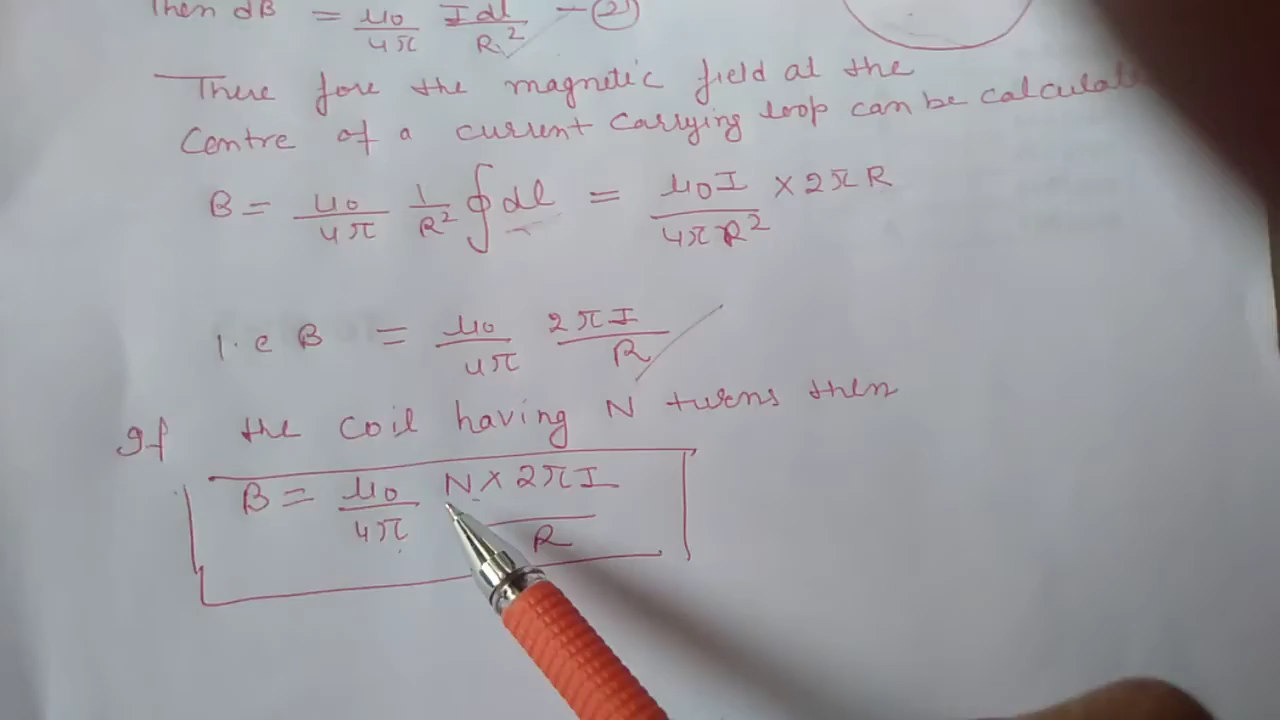 Then dB = μ0/4π Idl/R² — ②
There fore the magnetic field at the
Centre of a current carrying loop can be calculat
B = μ0/4π 1/R² ∮ dl = μ0I/4πR² × 2πR
i.e B = μ0/4π 2πI/R
If the coil having N turns then
B = μ0/4π N × 2πI/R